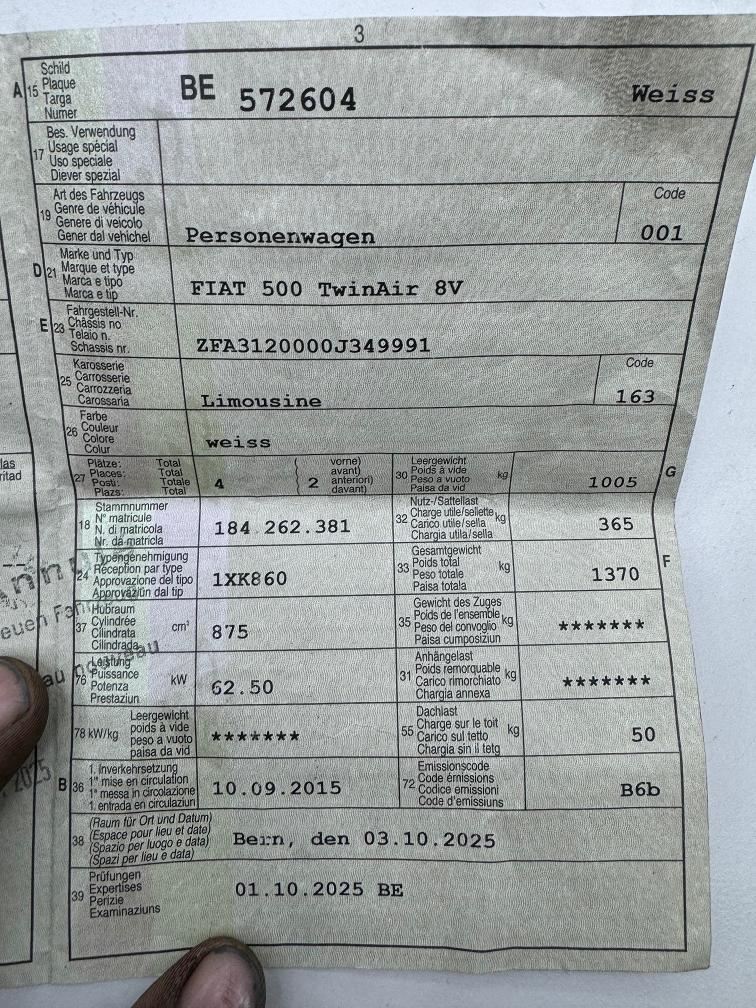 3
A 15 Schild
Plaque
Targa
Numer
BE 572604 Weiss
17 Bes. Verwendung
Usage spécial
Uso speciale
Diever spezial
19 Art des Fahrzeugs
Genre de véhicule
Genere di veicolo
Gener dal vehichel
Personenwagen
Code
001
D 21 Marke und Typ
Marque et type
Marca e tipo
Marca e tip
FIAT 500 TwinAir 8V
E 23 Fahrgestell-Nr.
Châssis no
Telaio n.
Schassis nr.
ZFA3120000J349991
25 Karosserie
Carrosserie
Carrozzeria
Carossaria
Limousine
Code
163
26 Farbe
Couleur
Colore
Colur
weiss
27 Plätze: Total
Places: Total
Posti: Totale
Plazs: Total
4
( vorne)
( avant)
( anteriori)
( davant)
2
30 Leergewicht
Poids à vide
Peso a vuoto
Paisa da vid
kg
1005
G
18 Stammnummer
N° matricule
N. di matricola
Nr. da matricla
184.262.381
32 Nutz-/Sattellast
Charge utile/sellette
Carico utile/sella
Chargia utila/sella
kg
365
24 Typengenehmigung
Réception par type
Approvazione del tipo
Approvaziun dal tip
1XK860
33 Gesamtgewicht
Poids total
Peso totale
Paisa totala
kg
1370
F
37 Hubraum
Cylindrée
Cilindrata
Cilindrada
cm³
875
35 Gewicht des Zuges
Poids de l'ensemble
Peso del convoglio
Paisa cumposiziun
kg
*******
76 Leistung
Puissance
Potenza
Prestaziun
kW
62.50
31 Anhängelast
Poids remorquable
Carico rimorchiato
Chargia annexa
kg
*******
78 kW/kg Leergewicht
poids à vide
peso a vuoto
paisa da vid
*******
55 Dachlast
Charge sur le toit
Carico sul tetto
Chargia sin il tetg
kg
50
B 36 1. Inverkehrsetzung
1re mise en circulation
1a messa in circolazione
1. entrada en circulaziun
10.09.2015
72 Emissionscode
Code émissions
Codice emissioni
Code d'emissiuns
B6b
38 (Raum für Ort und Datum)
(Espace pour lieu et date)
(Spazio per luogo e data)
(Spazi per lieu e data)
Bern, den 03.10.2025
39 Prüfungen
Expertises
Perizie
Examinaziuns
01.10.2025 BE
au nouveau
2025